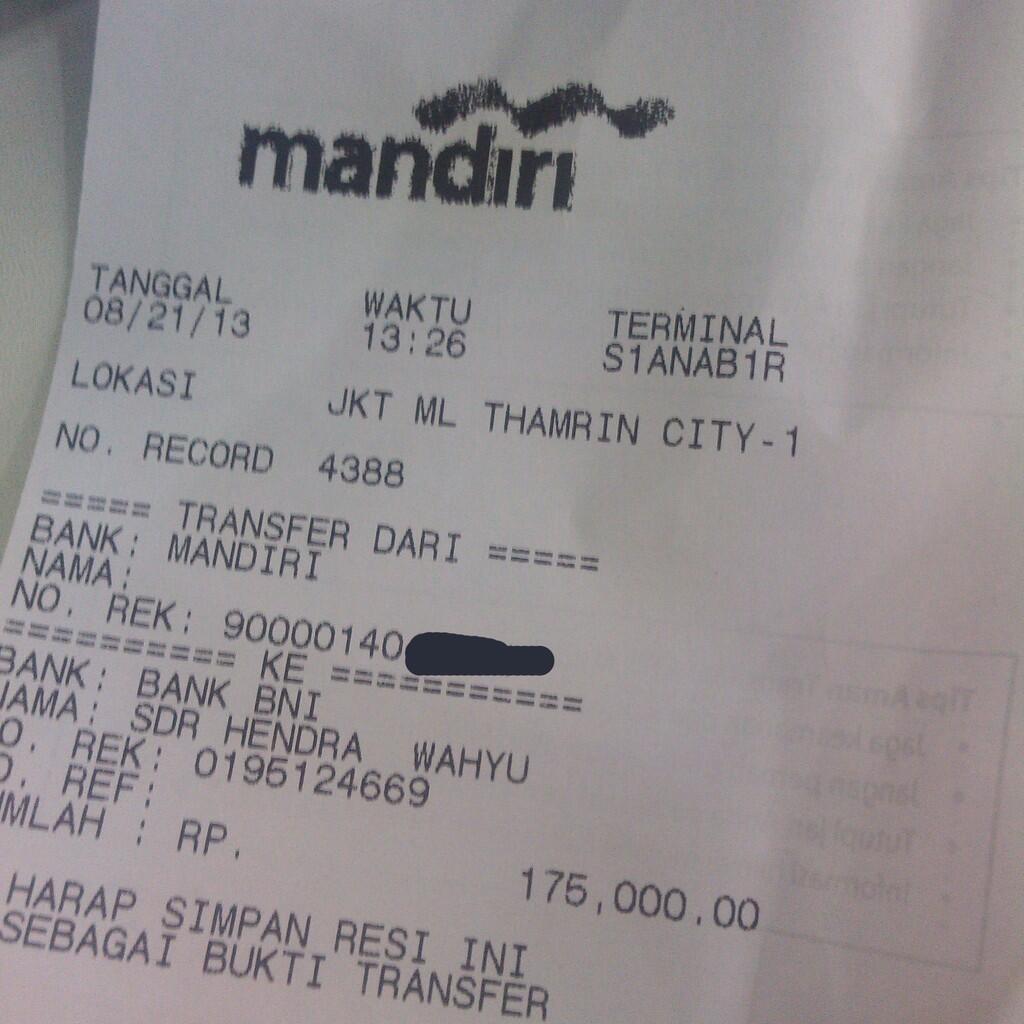 mandiri
TANGGAL WAKTU TERMINAL
08/21/13 13:26 S1ANAB1R
LOKASI JKT ML THAMRIN CITY-1
NO. RECORD 4388
===== TRANSFER DARI =====
BANK: MANDIRI
NAMA:
NO. REK: 90000140
========== KE ===========
BANK: BANK BNI
NAMA: SDR HENDRA WAHYU
O. REK: 0195124669
O. REF:
MLAH : RP.
175,000.00
HARAP SIMPAN RESI INI
SEBAGAI BUKTI TRANSFER